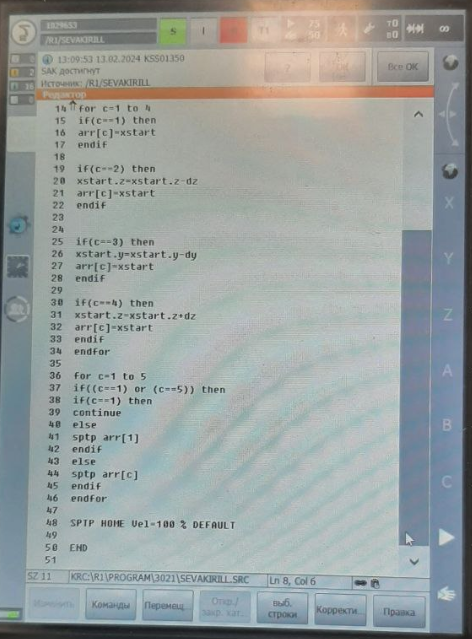 1029653
/R1/SEVAKIRILL
S I T1 75 50 T0 B0 ∞
13:09:53 13.02.2024 KSS01350
SAK достигнут
Источник: /R1/SEVAKIRILL
? Все OK
Редактор
14 for c=1 to 4
15 if(c==1) then
16 arr[c]=xstart
17 endif
18
19 if(c==2) then
20 xstart.z=xstart.z-dz
21 arr[c]=xstart
22 endif
23
24
25 if(c==3) then
26 xstart.y=xstart.y-dy
27 arr[c]=xstart
28 endif
29
30 if(c==4) then
31 xstart.z=xstart.z+dz
32 arr[c]=xstart
33 endif
34 endfor
35
36 for c=1 to 5
37 if((c==1) or (c==5)) then
38 if(c==1) then
39 continue
40 else
41 sptp arr[1]
42 endif
43 else
44 sptp arr[c]
45 endif
46 endfor
47
48 SPTP HOME Vel=100 % DEFAULT
49
50 END
51
X
Y
Z
A
B
C
SZ 11 KRC:\R1\PROGRAM\3021\SEVAKIRILL.SRC Ln 8, Col 6
Изменить Команды Перемещ. Откр./закр. кат.. выб. строки Корректи... Правка